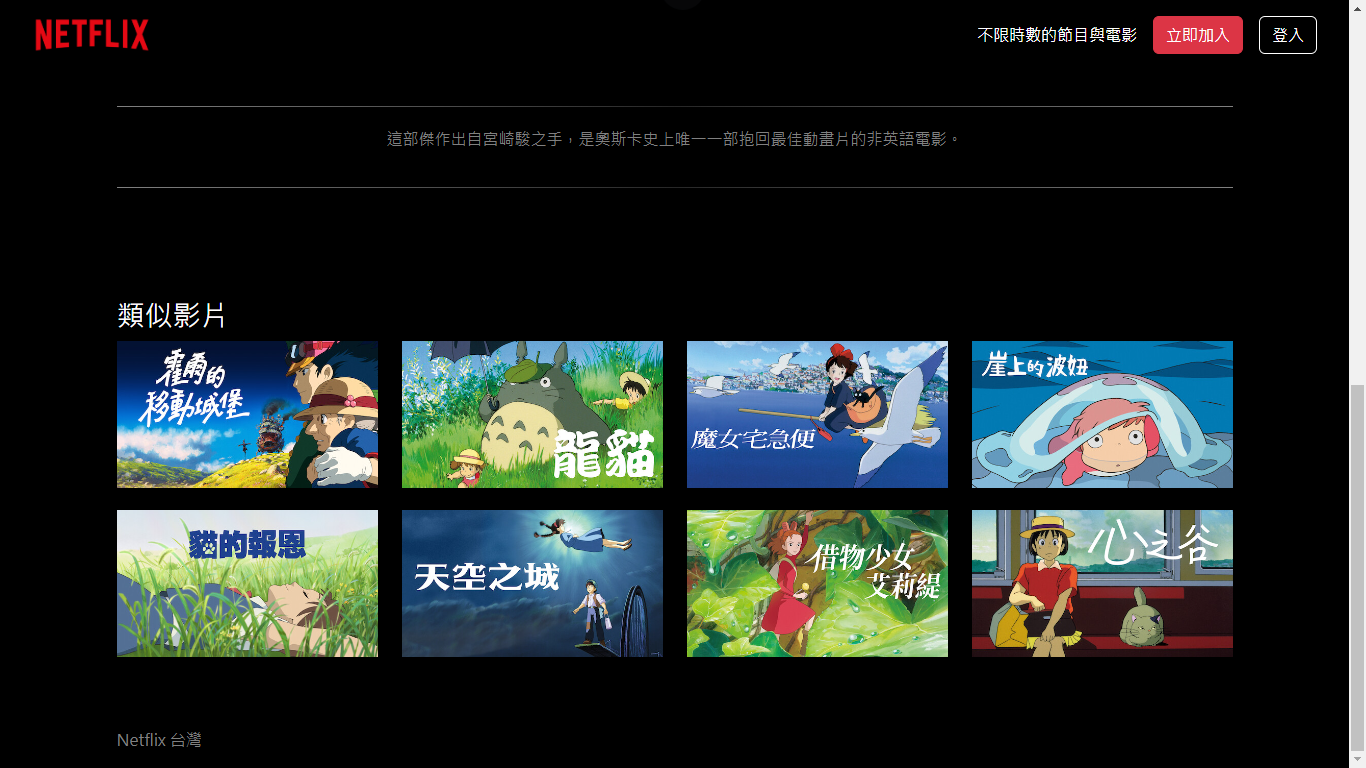 NETFLIX
不限時數的節目與電影
立即加入
登入
這部傑作出自宮崎駿之手，是奧斯卡史上唯一一部抱回最佳動畫片的非英語電影。
類似影片
霍爾的
移動城堡
龍貓
魔女宅急便
崖上的波妞
貓的報恩
天空之城
借物少女
艾莉緹
心之谷
Netflix 台灣